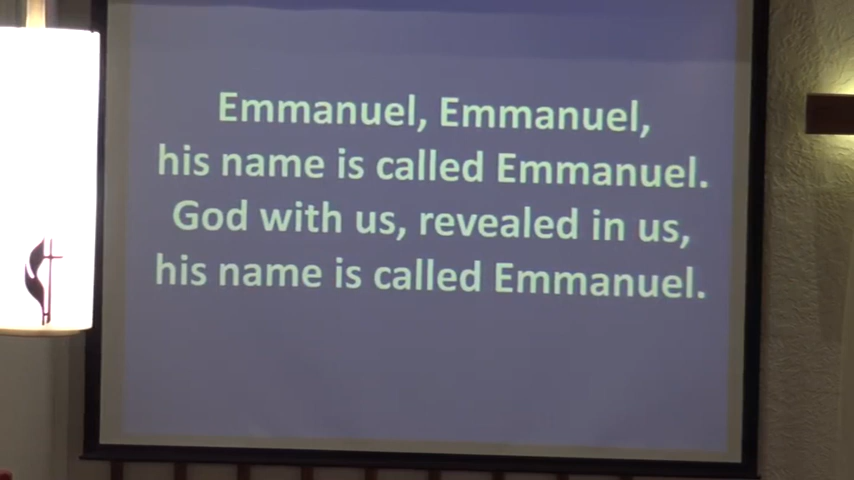 Emmanuel, Emmanuel,
his name is called Emmanuel.
God with us, revealed in us,
his name is called Emmanuel.